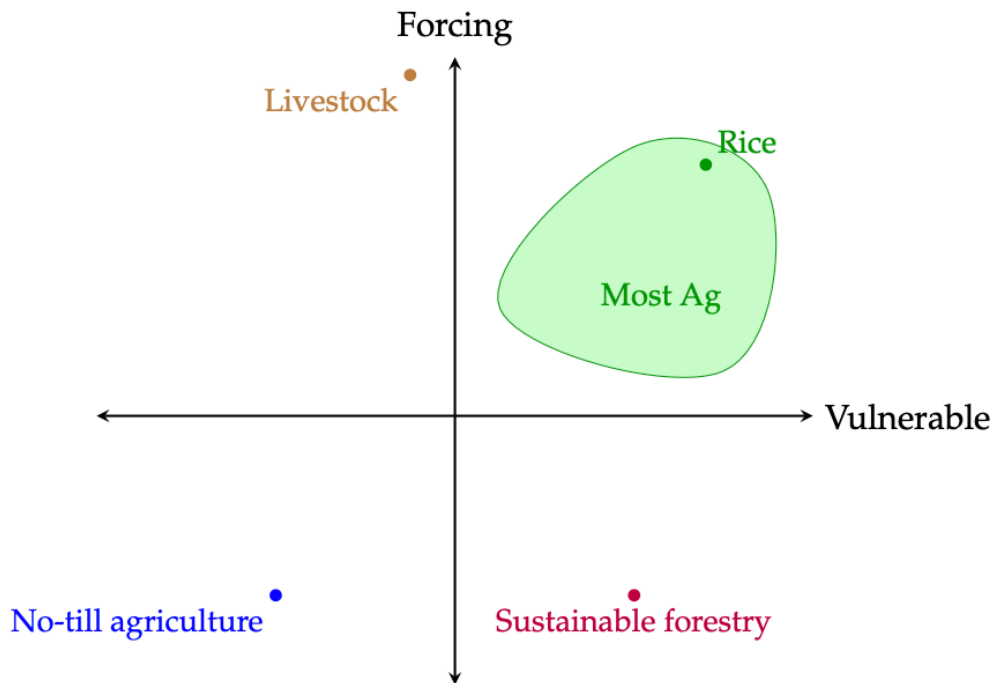 Forcing
Livestock
Rice
Most Ag
Vulnerable
No-till agriculture
Sustainable forestry